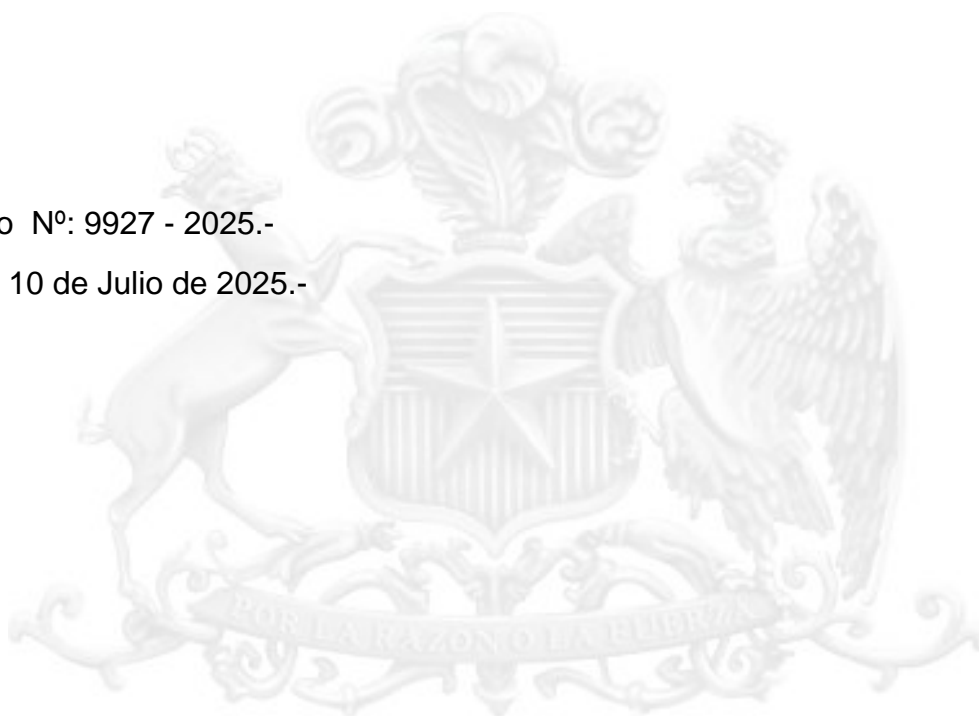 o Nº: 9927 - 2025.-
10 de Julio de 2025.-
POR LA RAZON O LA FUERZA